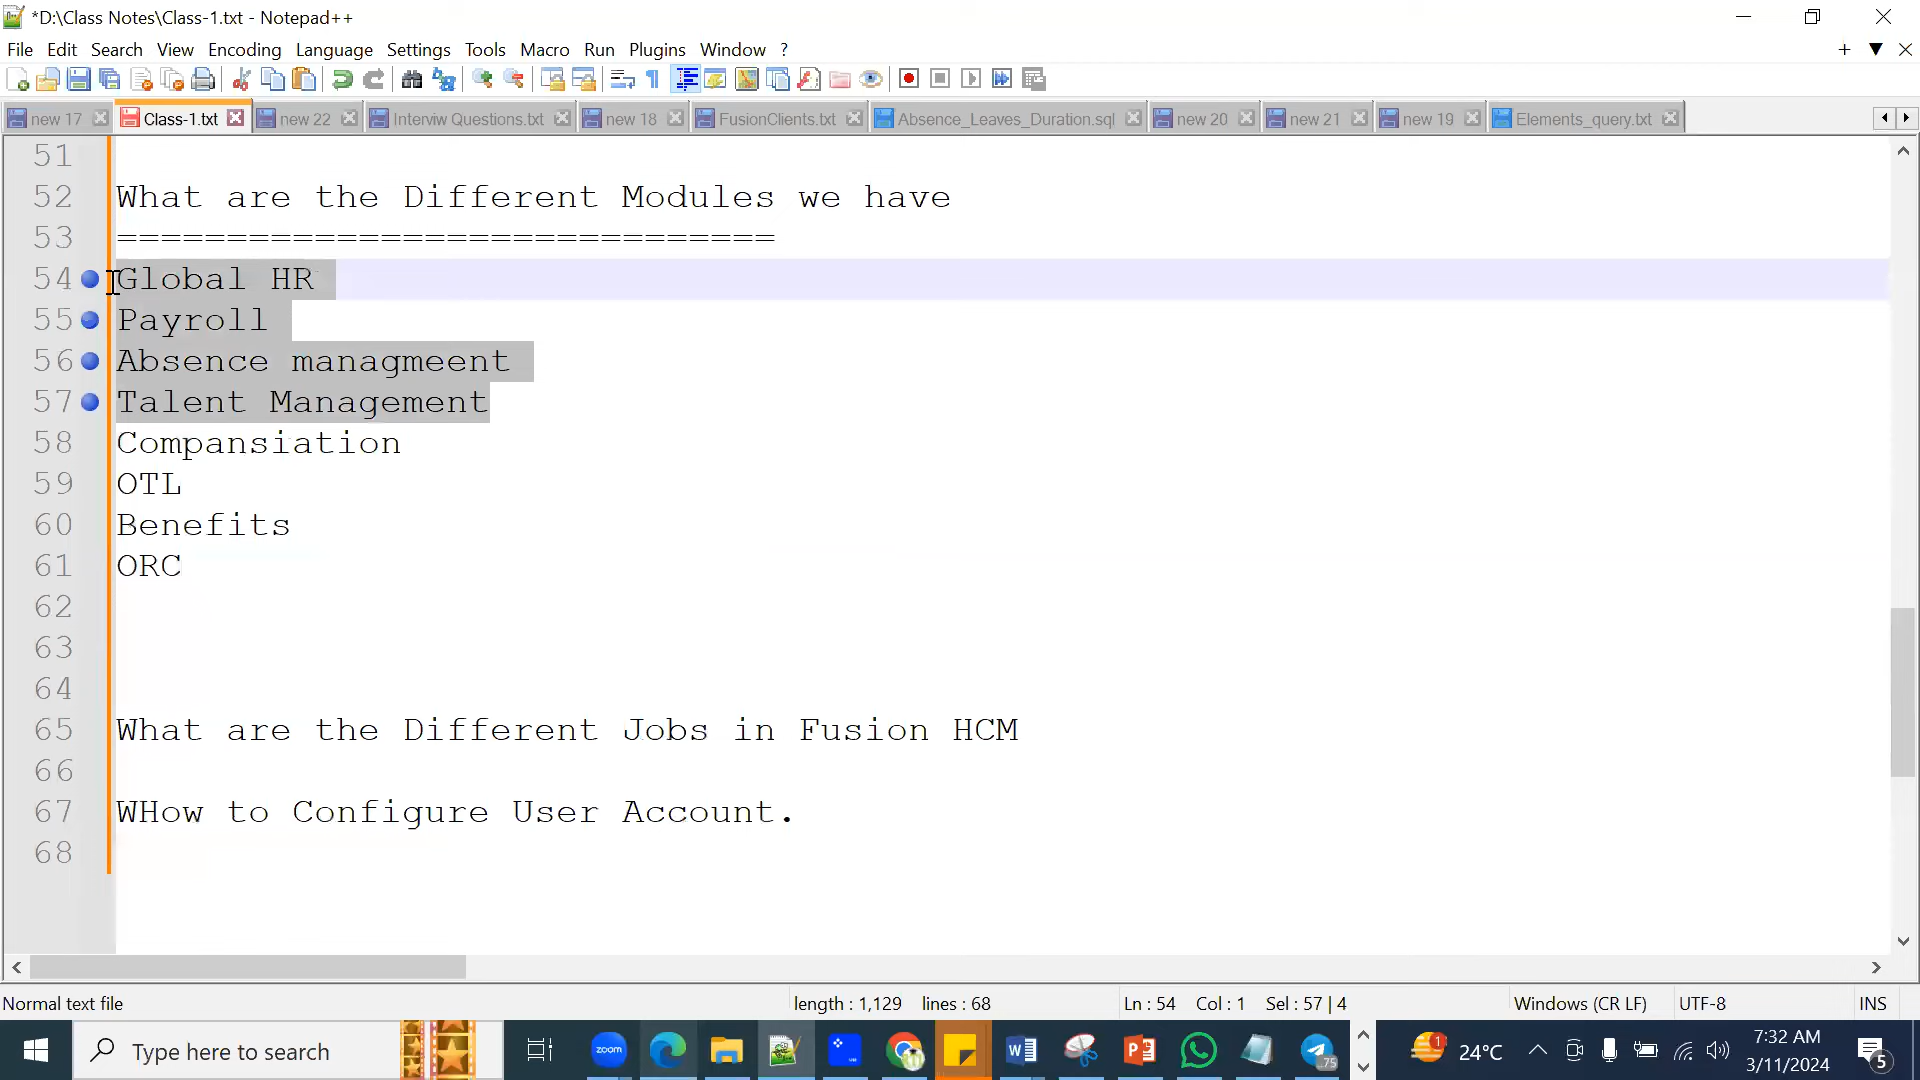 *D:\Class Notes\Class-1.txt - Notepad++
File Edit Search View Encoding Language Settings Tools Macro Run Plugins Window ?
new 17 Class-1.txt new 22 Interviw Questions.txt new 18 FusionClients.txt Absence_Leaves_Duration.sql new 20 new 21 new 19 Elements_query.txt
51
52 What are the Different Modules we have
53 ==============================
54 Global HR
55 Payroll
56 Absence managmeent
57 Talent Management
58 Compansiation
59 OTL
60 Benefits
61 ORC
62
63
64
65 What are the Different Jobs in Fusion HCM
66
67 WHow to Configure User Account.
68
Normal text file length : 1,129 lines : 68 Ln : 54 Col : 1 Sel : 57 | 4 Windows (CR LF) UTF-8 INS
Type here to search zoom 75 1 24°C 7:32 AM 5
3/11/2024